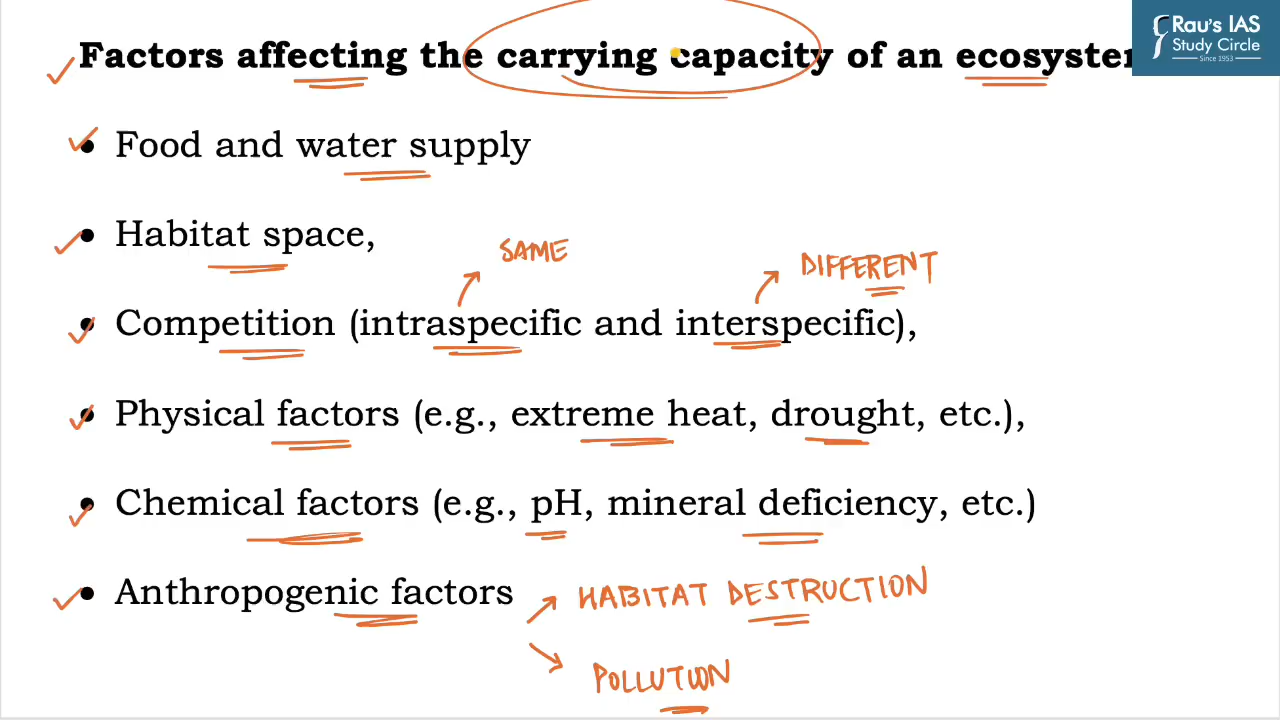 Factors affecting the carrying capacity of an ecosyster
Rau's IAS
Study Circle
Since 1953
• Food and water supply
• Habitat space,
SAME
DIFFERENT
• Competition (intraspecific and interspecific),
• Physical factors (e.g., extreme heat, drought, etc.),
• Chemical factors (e.g., pH, mineral deficiency, etc.)
• Anthropogenic factors
HABITAT DESTRUCTION
POLLUTION